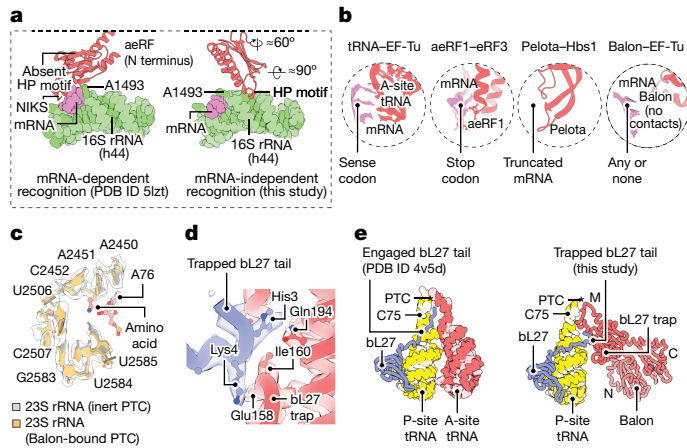 a
aeRF
(N terminus)
≈60°
≈90°
Absent
HP motif
A1493
NIKS
mRNA
16S rRNA
(h44)
mRNA-dependent
recognition (PDB ID 5lzt)
A1493
HP motif
mRNA
16S rRNA
(h44)
mRNA-independent
recognition (this study)
b
tRNA–EF-Tu
aeRF1–eRF3
Pelota–Hbs1
Balon–EF-Tu
A-site
tRNA
mRNA
Sense
codon
mRNA
aeRF1
Stop
codon
Pelota
Truncated
mRNA
mRNA
Balon
(no
contacts)
Any or
none
c
A2450
A2451
C2452
A76
U2506
Amino
acid
C2507
U2585
G2583
U2584
23S rRNA (inert PTC)
23S rRNA
(Balon-bound PTC)
d
Trapped bL27 tail
His3
Gln194
Lys4
Ile160
Glu158
bL27
trap
e
Engaged bL27 tail
(PDB ID 4v5d)
PTC
C75
bL27
P-site
tRNA
A-site
tRNA
Trapped bL27 tail
(this study)
PTC
M
C75
bL27 trap
bL27
C
N
P-site
tRNA
Balon